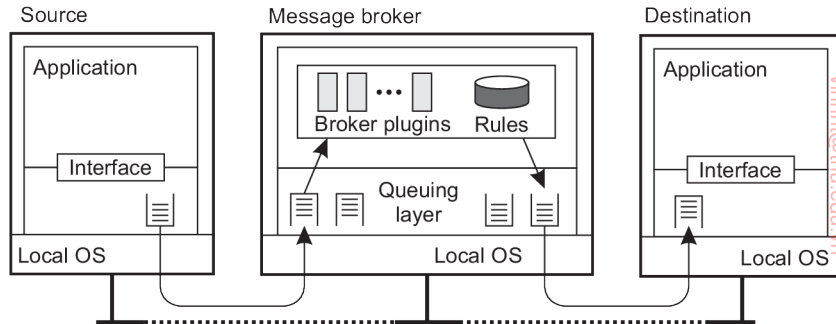 Source
Message broker
Destination
Application
Broker plugins
Rules
Application
Interface
Queuing
layer
Interface
Local OS
Local OS
Local OS